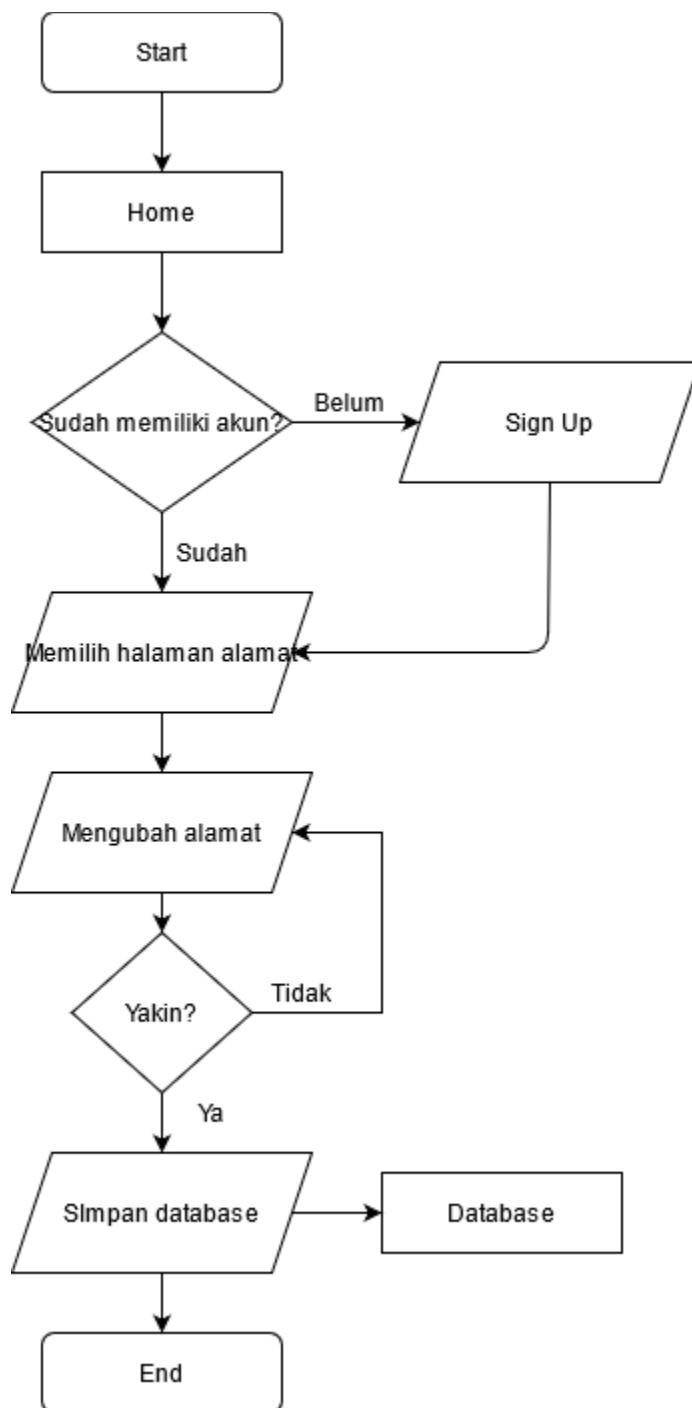 Start
Home
Sudah memiliki akun?
Belum
Sign Up
Sudah
Memilih halaman alamat
Mengubah alamat
Yakin?
Tidak
Ya
SImpan database
Database
End